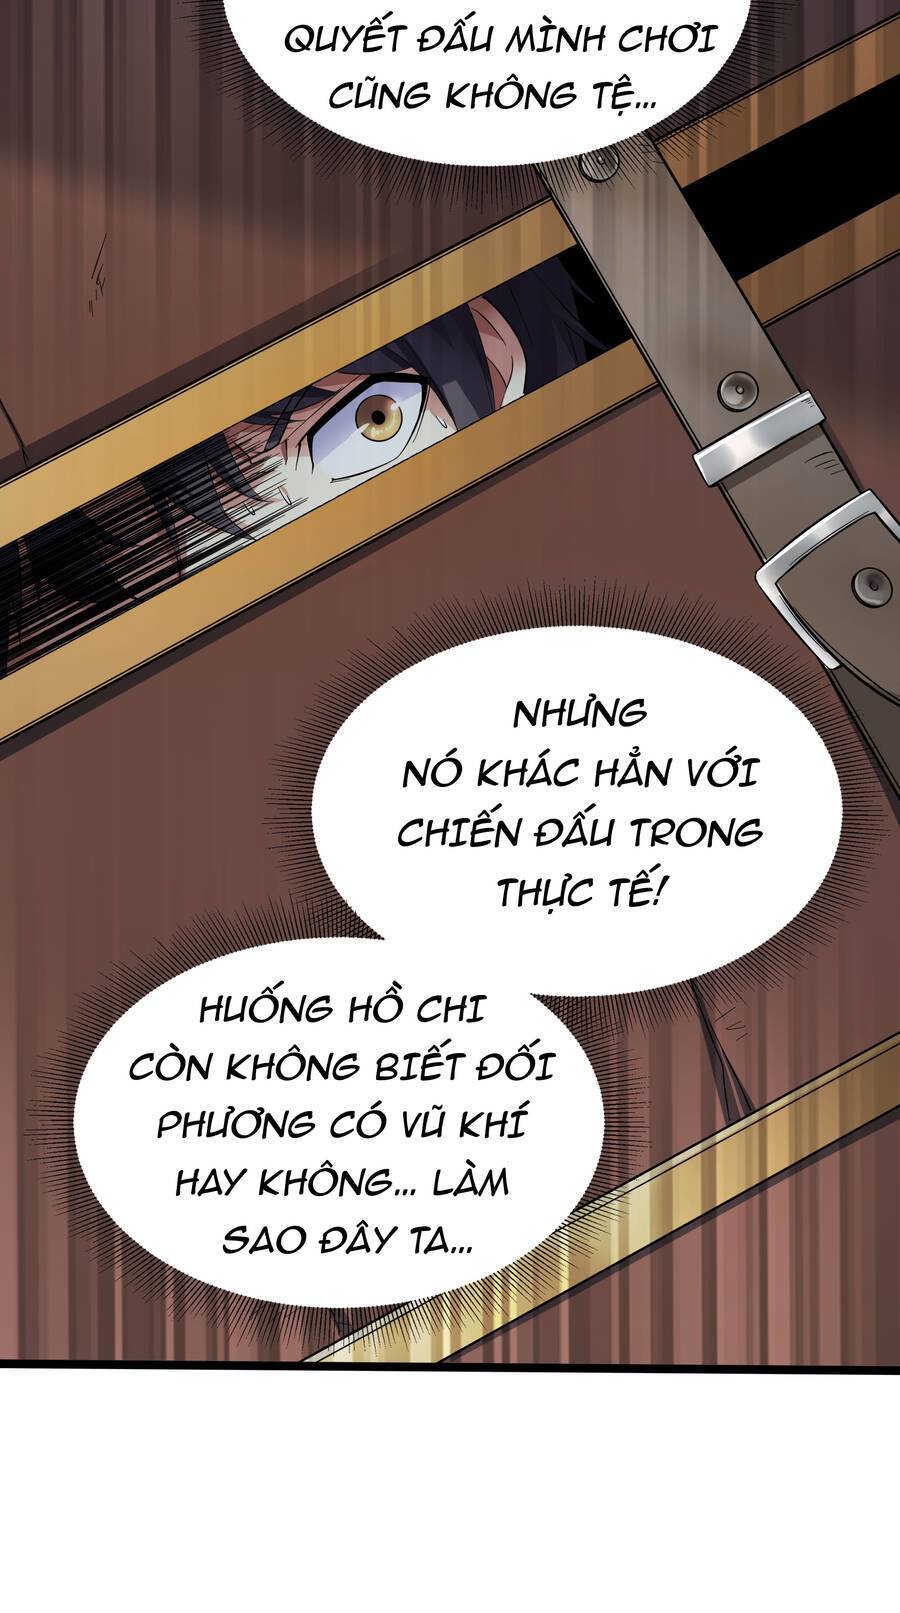 QUYẾT ĐẤU MÌNH CHƠI
CŨNG KHÔNG TỆ...
NHƯNG
NÓ KHÁC HẲN VỚI
CHIẾN ĐẤU TRONG
THỰC TẾ!
HUỐNG HỒ CHI
CÒN KHÔNG BIẾT ĐỐI
PHƯƠNG CÓ VŨ KHÍ
HAY KHÔNG... LÀM
SAO ĐÂY TA...